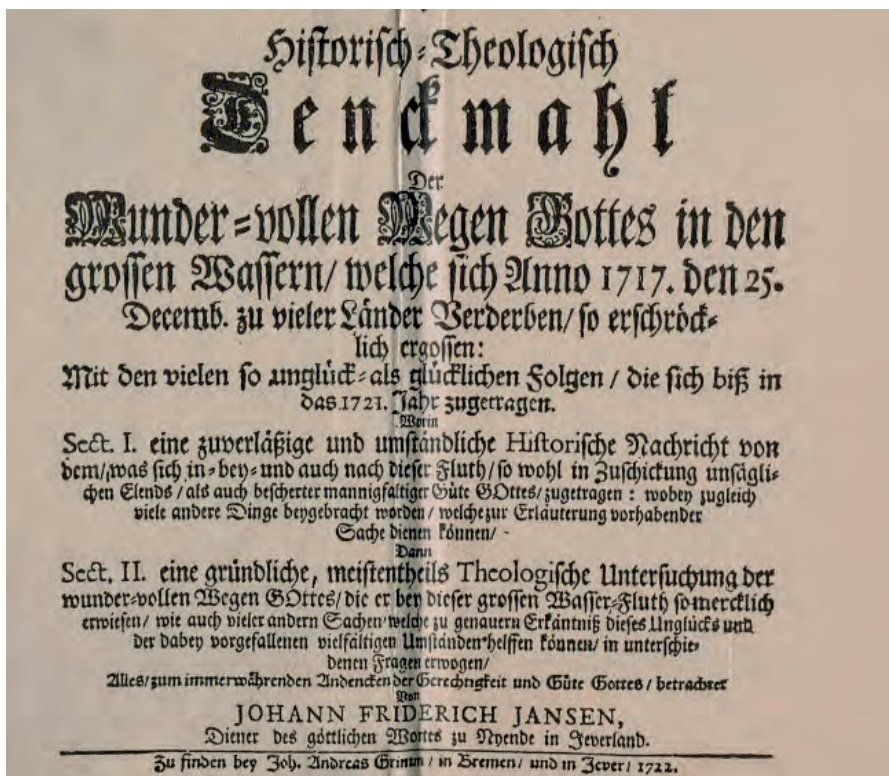 Historisch-Theologisch
Denckmahl
Der
Wunder-vollen Wegen Gottes in den
grossen Wassern/ welche sich Anno 1717. den 25.
Decemb. zu vieler Länder Verderben/ so erschröck-
lich ergossen:
Mit den vielen so unglück-als glücklichen Folgen / die sich biß in
das 1721. Jahr zugetragen.
Worin
Sect. I. eine zuverläßige und umständliche Historische Nachricht von
dem/ was sich in-bey-und auch nach dieser Fluth/ so wohl in Zuschickung unsägli-
chen Elends / als auch bescherter mannigfaltiger Güte GOttes/ zugetragen : wobey zugleich
viele andere Dinge beygebracht worden/ welche zur Erläuterung vorhabender
Sache dienen können/
Dann
Sect. II. eine gründliche, meistentheils Theologische Untersuchung der
wunder-vollen Wegen GOttes/ die er bey dieser grossen Wasser-Fluth so mercklich
erwiesen/ wie auch vieler andern Sachen welche zu genauern Erkäntniß dieses Unglücks und
der dabey vorgefallenen vielfältigen Umständen helffen können/ in unterschie-
denen Fragen erwogen/
Alles/ zum immerwährenden Andencken der Gerechtigkeit und Güte Gottes / betrachtet
Von
JOHANN FRIDERICH JANSEN,
Diener des göttlichen Wortes zu Nyende in Jeverland.
Zu finden bey Joh. Andreas Grimm / in Bremen/ und in Jever/ 1722.